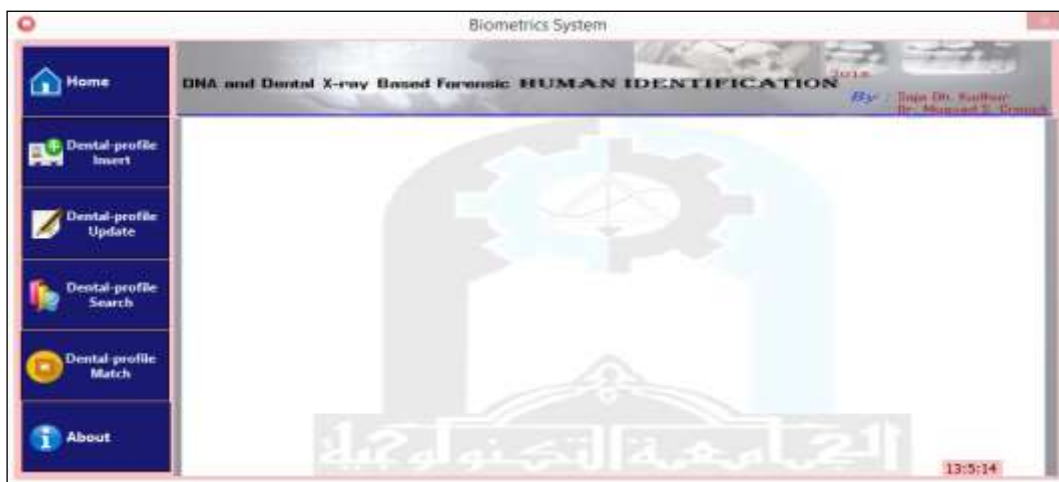 Biometrics System
Home
DNA and Dental X-ray Based Forensic HUMAN IDENTIFICATION
By :
Dental-profile
Insert
Dental-profile
Update
Dental-profile
Search
Dental-profile
Match
About
الجامعة التكنولوجية
13:5:14